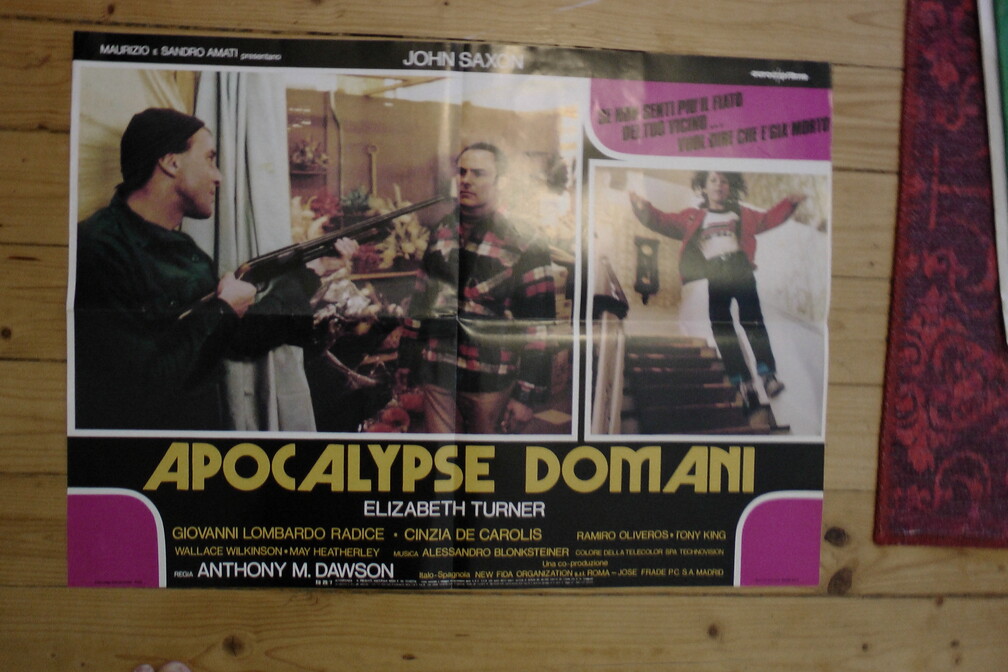 MAURIZIO E SANDRO AMATI presentano
JOHN SAXON
SE NON SENTI PIU IL FIATO
DEL TUO VICINO ....
VUOL DIRE CHE E' GIA' MORTO
APOCALYPSE DOMANI
ELIZABETH TURNER
GIOVANNI LOMBARDO RADICE • CINZIA DE CAROLIS
RAMIRO OLIVEROS • TONY KING
WALLACE WILKINSON • MAY HEATHERLEY MUSICA ALESSANDRO BLONKSTEINER COLORE DELLA TELECOLOR SPA TECHNOVISION
REGIA ANTHONY M. DAWSON
Una co-produzione
Italo-Spagnola NEW FIDA ORGANIZATION s.r.l. ROMA - JOSE FRADE P.C. S.A. MADRID